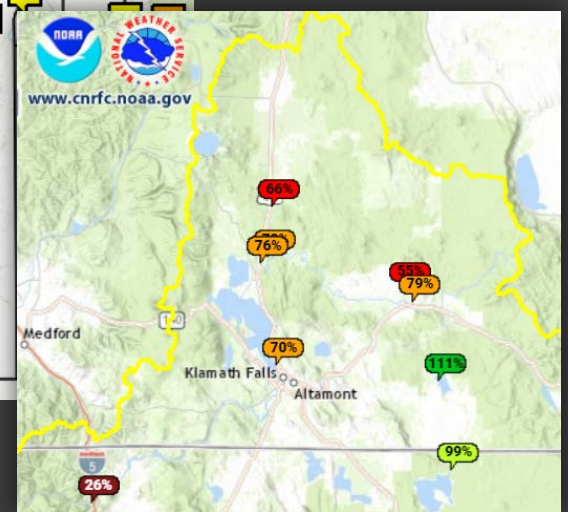 NOAA
NATIONAL WEATHER SERVICE
www.cnrfc.noaa.gov
66%
76%
55%
79%
Medford
70%
Klamath Falls
111%
Altamont
99%
5
26%